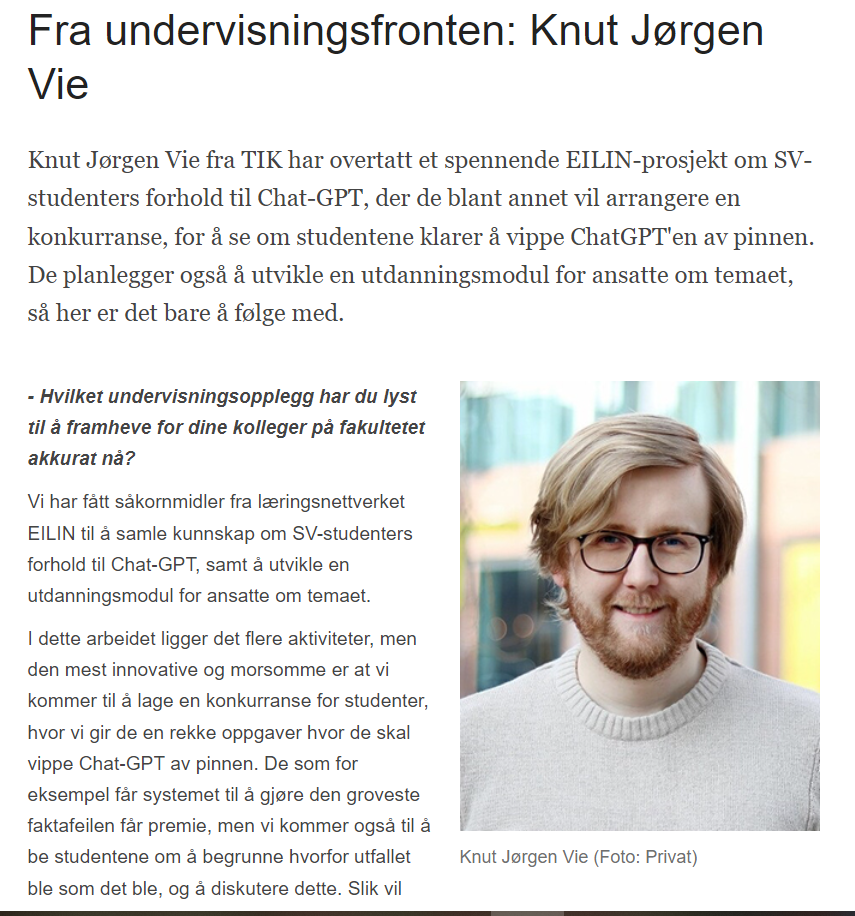 Fra undervisningsfronten: Knut Jørgen
Vie
Knut Jørgen Vie fra TIK har overtatt et spennende EILIN-prosjekt om SV-
studenters forhold til Chat-GPT, der de blant annet vil arrangere en
konkurranse, for å se om studentene klarer å vippe ChatGPT'en av pinnen.
De planlegger også å utvikle en utdanningsmodul for ansatte om temaet,
så her er det bare å følge med.
- Hvilket undervisningsopplegg har du lyst
til å framheve for dine kolleger på fakultetet
akkurat nå?
Vi har fått såkornmidler fra læringsnettverket
EILIN til å samle kunnskap om SV-studenters
forhold til Chat-GPT, samt å utvikle en
utdanningsmodul for ansatte om temaet.
I dette arbeidet ligger det flere aktiviteter, men
den mest innovative og morsomme er at vi
kommer til å lage en konkurranse for studenter,
hvor vi gir de en rekke oppgaver hvor de skal
vippe Chat-GPT av pinnen. De som for
eksempel får systemet til å gjøre den groveste
faktafeilen får premie, men vi kommer også til å
be studentene om å begrunne hvorfor utfallet
ble som det ble, og å diskutere dette. Slik vil
Knut Jørgen Vie (Foto: Privat)